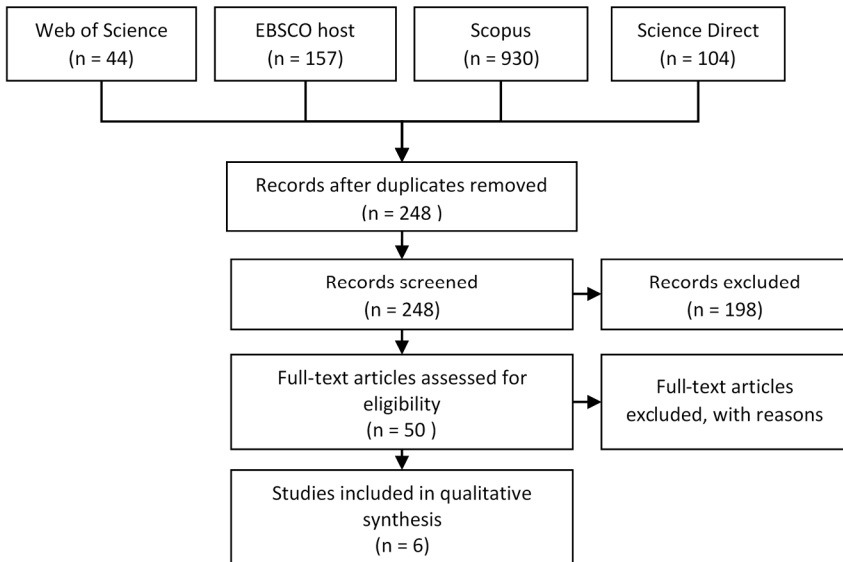 Web of Science
(n = 44)
EBSCO host
(n = 157)
Scopus
(n = 930)
Science Direct
(n = 104)
Records after duplicates removed
(n = 248 )
Records screened
(n = 248)
Records excluded
(n = 198)
Full-text articles assessed for
eligibility
(n = 50 )
Full-text articles
excluded, with reasons
Studies included in qualitative
synthesis
(n = 6)